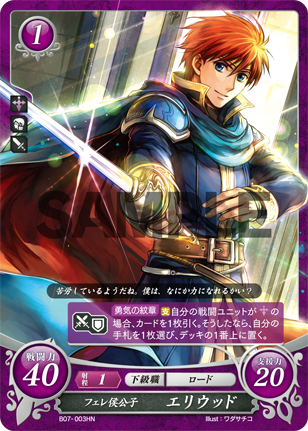 1
SAMPLE
苦労しているようだね。僕は、なにか力になれるかい？
勇気の紋章 支 自分の戦闘ユニットが
の場合、カードを1枚引く。そうしたなら、自分の
手札を1枚選び、デッキの1番上に置く。
戦闘力
40
射程 1
下級職
ロード
支援力
20
フェレ侯公子 エリウッド
B07-003HN
Illust：ワダサチコ